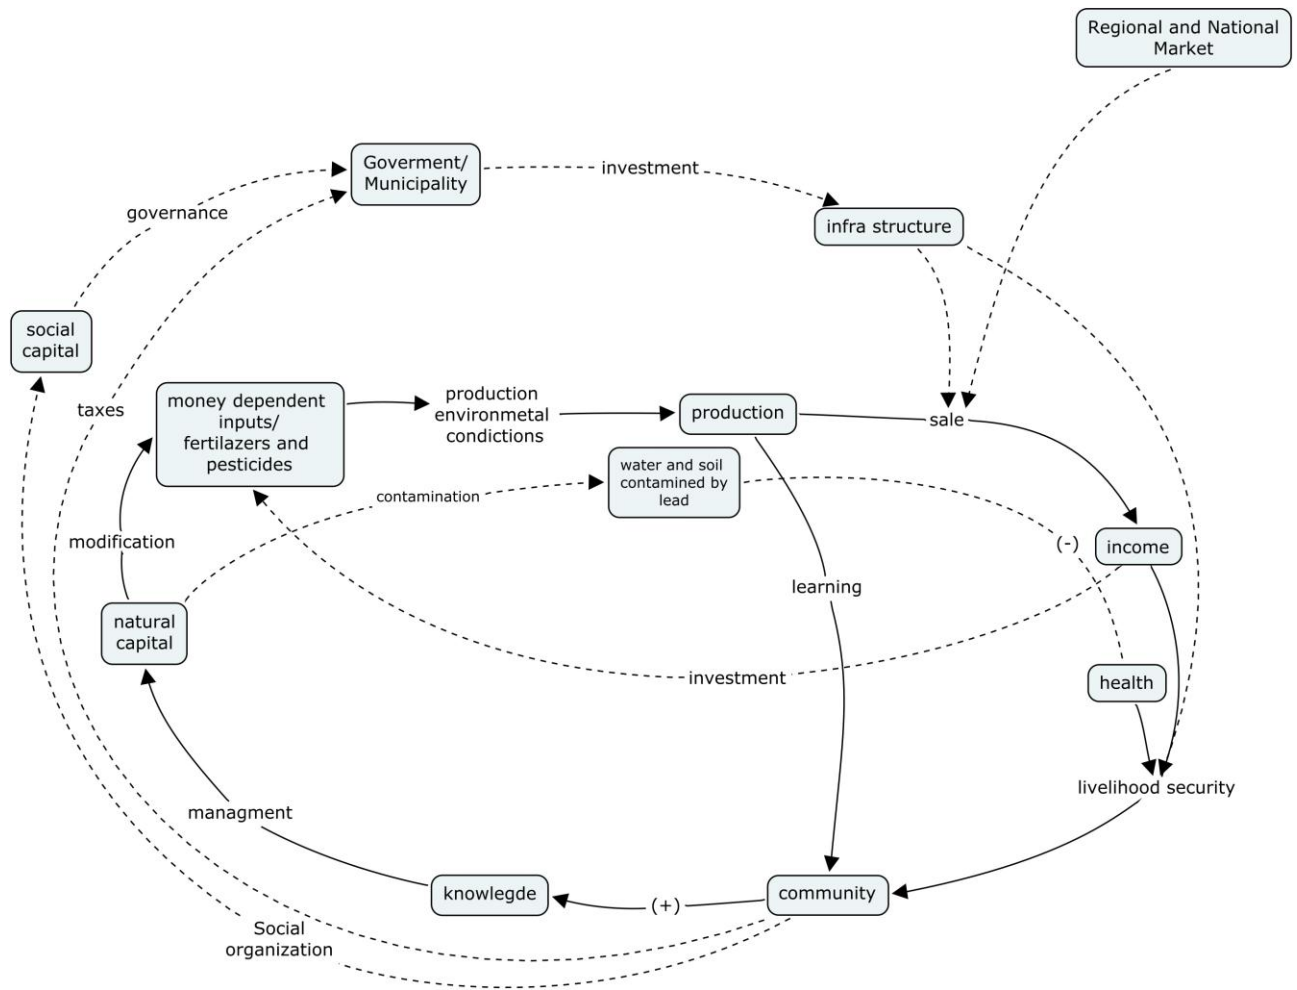 Regional and National
Market
Goverment/
Municipality
investment
governance
infra structure
social
capital
taxes
money dependent
inputs/
fertilazers and
pesticides
production
environmetal
condictions
production
sale
water and soil
contamined by
lead
contamination
modification
(-)
income
learning
natural
capital
investment
health
livelihood security
managment
knowlegde
(+)
community
Social
organization